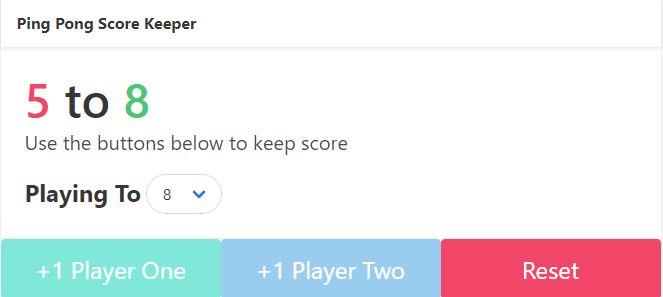 Ping Pong Score Keeper
5 to 8
Use the buttons below to keep score
Playing To 8
+1 Player One +1 Player Two Reset